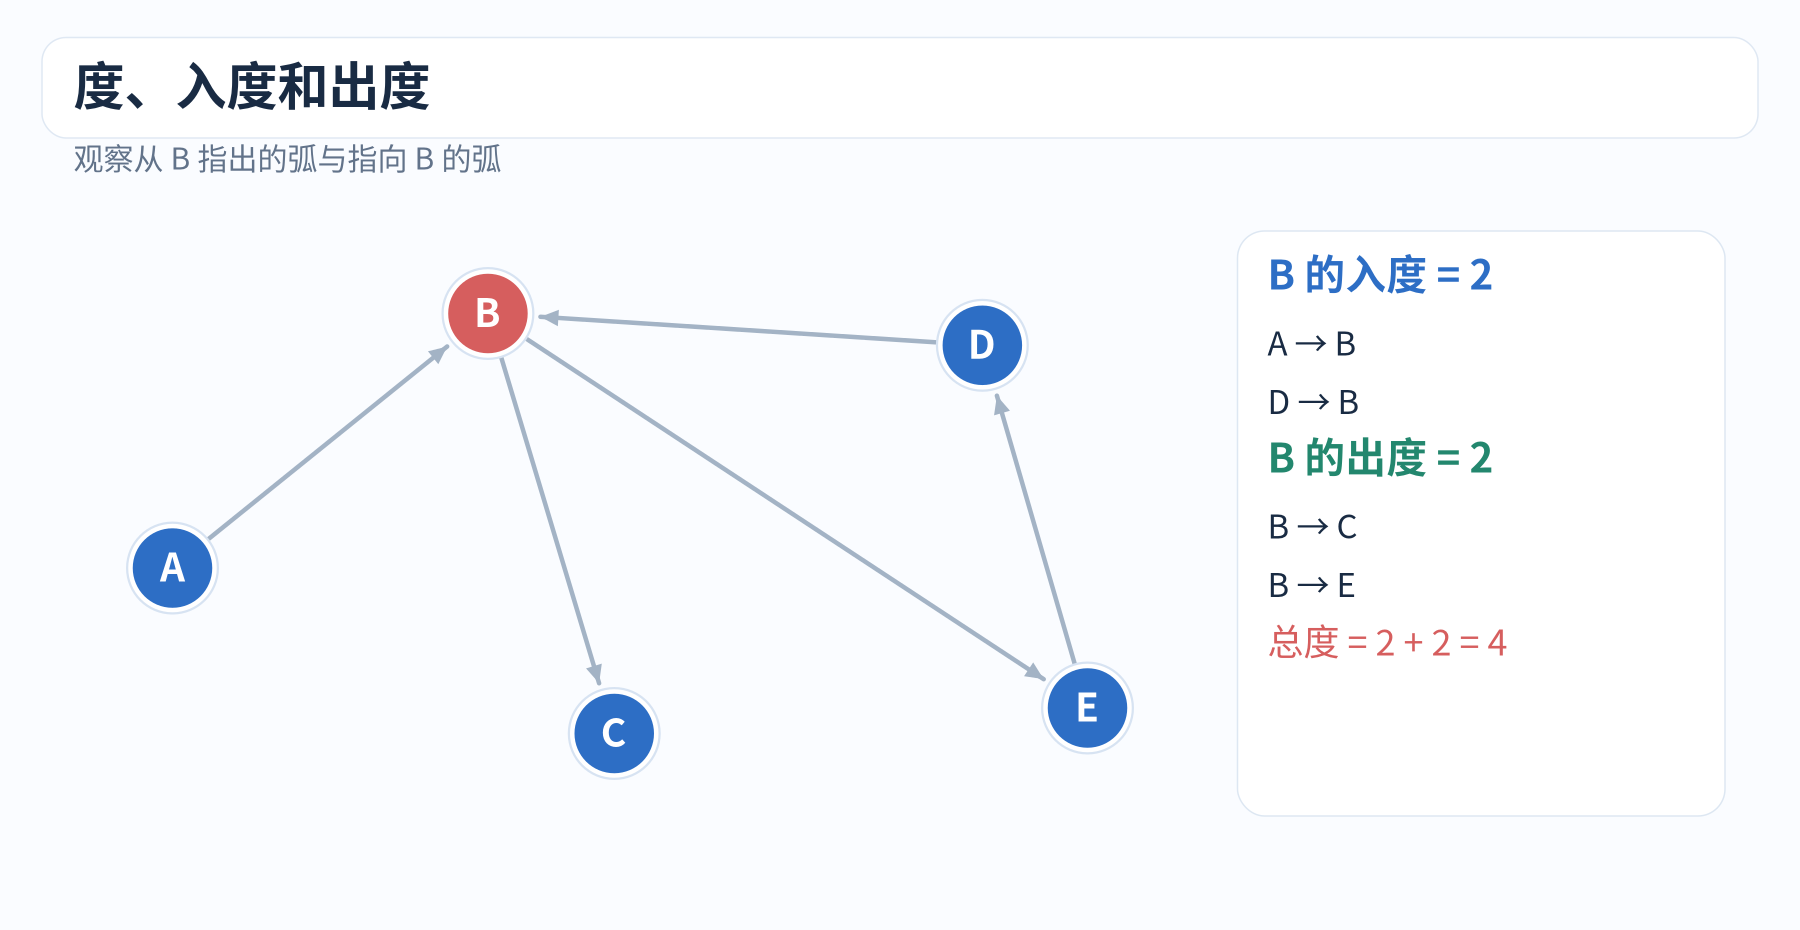 度、入度和出度
观察从 B 指出的弧与指向 B 的弧
B
D
A
C
E
B 的入度 = 2
A → B
D → B
B 的出度 = 2
B → C
B → E
总度 = 2 + 2 = 4